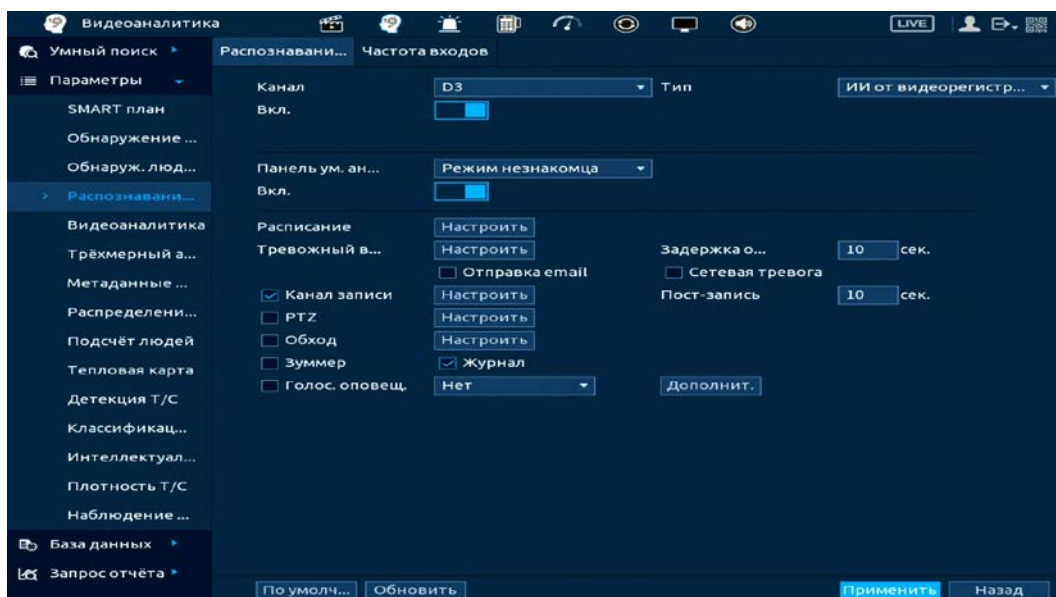 Видеоаналитика LIVE
Умный поиск Распознавани... Частота входов
Параметры
Канал D3 Тип ИИ от видеорегистр...
SMART план Вкл.
Обнаружение ...
Обнаруж. люд... Панель ум. ан... Режим незнакомца
Распознавани... Вкл.
Видеоаналитика Расписание Настроить
Трёхмерный а... Тревожный в... Настроить Задержка о... 10 сек.
Отправка email Сетевая тревога
Метаданные ... Канал записи Настроить Пост-запись 10 сек.
Распределени... PTZ Настроить
Подсчёт людей Обход Настроить
Тепловая карта Зуммер Журнал
Детекция Т/С Голос. оповещ. Нет Дополнит.
Классификац...
Интеллектуал...
Плотность Т/С
Наблюдение ...
База данных
Запрос отчёта
По умолч... Обновить Применить Назад